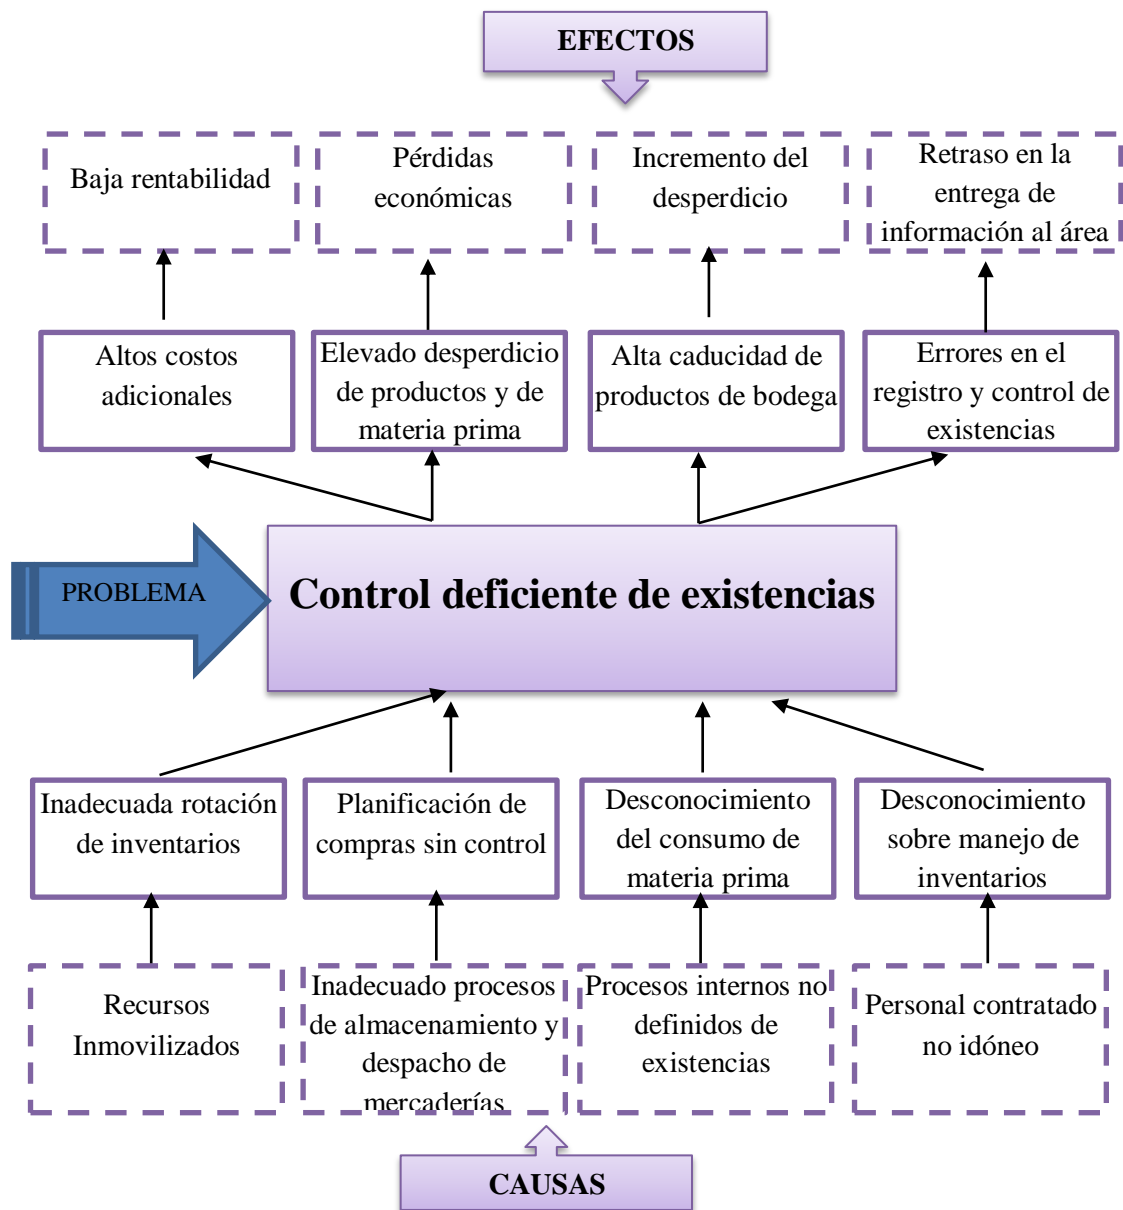 EFECTOS
Baja rentabilidad
Pérdidas
económicas
Incremento del
desperdicio
Retraso en la
entrega de
información al área
Altos costos
adicionales
Elevado desperdicio
de productos y de
materia prima
Alta caducidad de
productos de bodega
Errores en el
registro y control de
existencias
PROBLEMA
Control deficiente de existencias
Inadecuada rotación
de inventarios
Planificación de
compras sin control
Desconocimiento
del consumo de
materia prima
Desconocimiento
sobre manejo de
inventarios
Recursos
Inmovilizados
Inadecuado procesos
de almacenamiento y
despacho de
mercaderías
Procesos internos no
definidos de
existencias
Personal contratado
no idóneo
CAUSAS